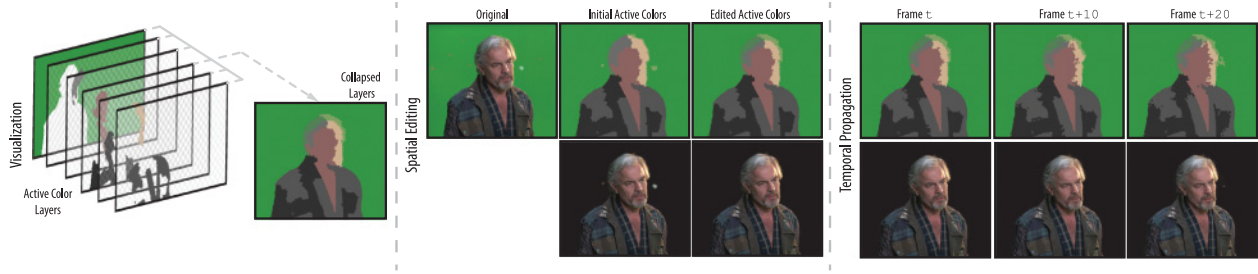 Visualization
Active Color
Layers
Collapsed
Layers
Spatial Editing
Original
Initial Active Colors
Edited Active Colors
Temporal Propagation
Frame t
Frame t+10
Frame t+20